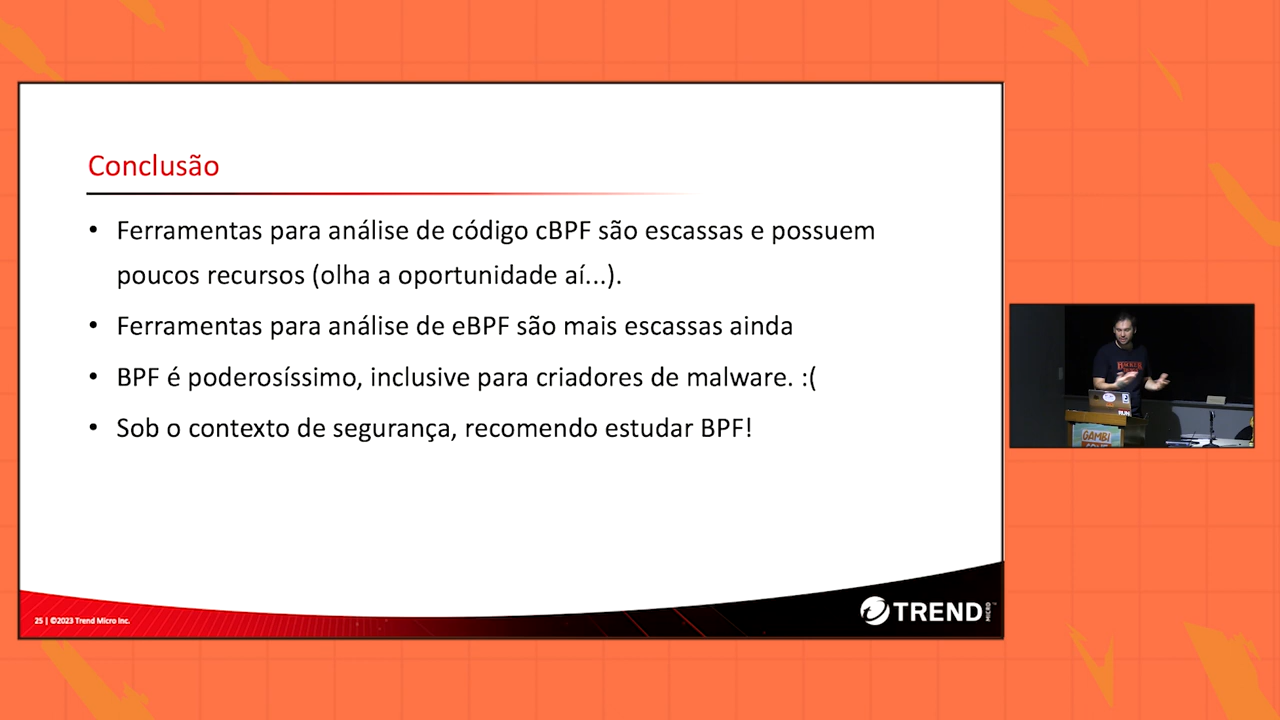 Conclusão
• Ferramentas para análise de código cBPF são escassas e possuem
poucos recursos (olha a oportunidade aí...).
• Ferramentas para análise de eBPF são mais escassas ainda
• BPF é poderosíssimo, inclusive para criadores de malware. :(
• Sob o contexto de segurança, recomendo estudar BPF!
25 | ©2023 Trend Micro Inc.
TREND
MICRO
RUN
GAMBI